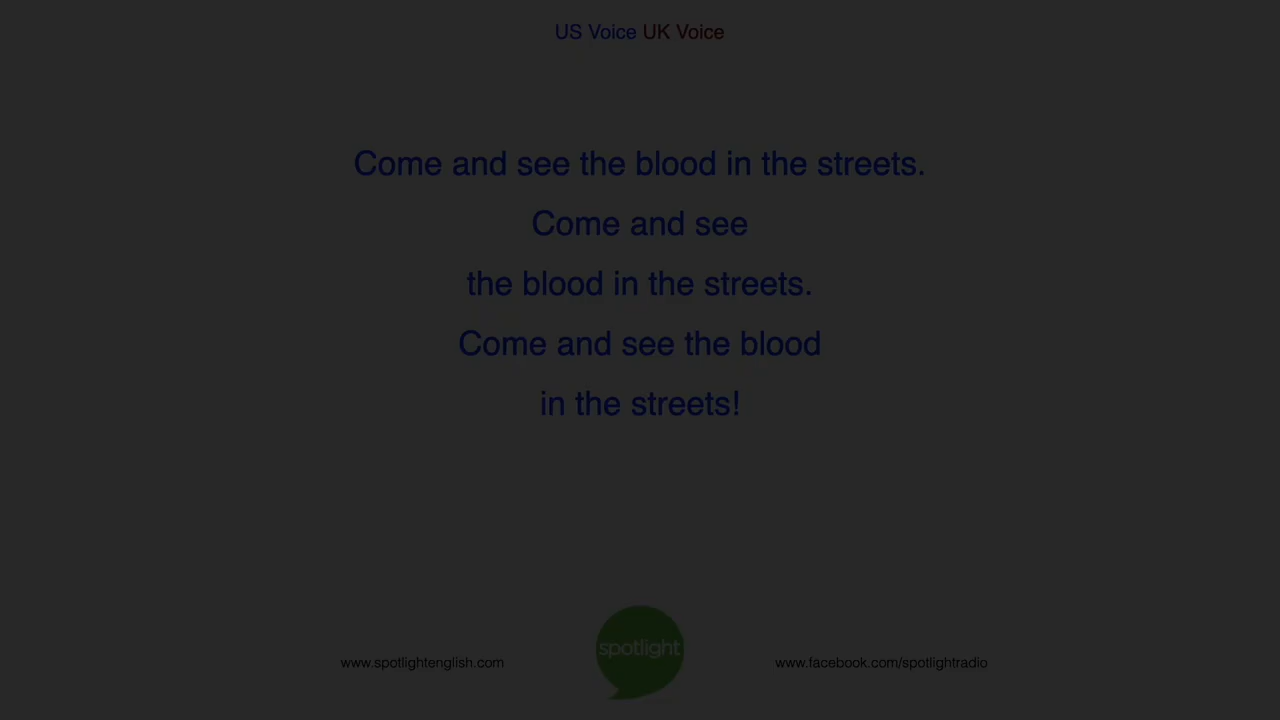 US Voice UK Voice
Come and see the blood in the streets.
Come and see
the blood in the streets.
Come and see the blood
in the streets!
spotlight
www.spotlightenglish.com
www.facebook.com/spotlightradio